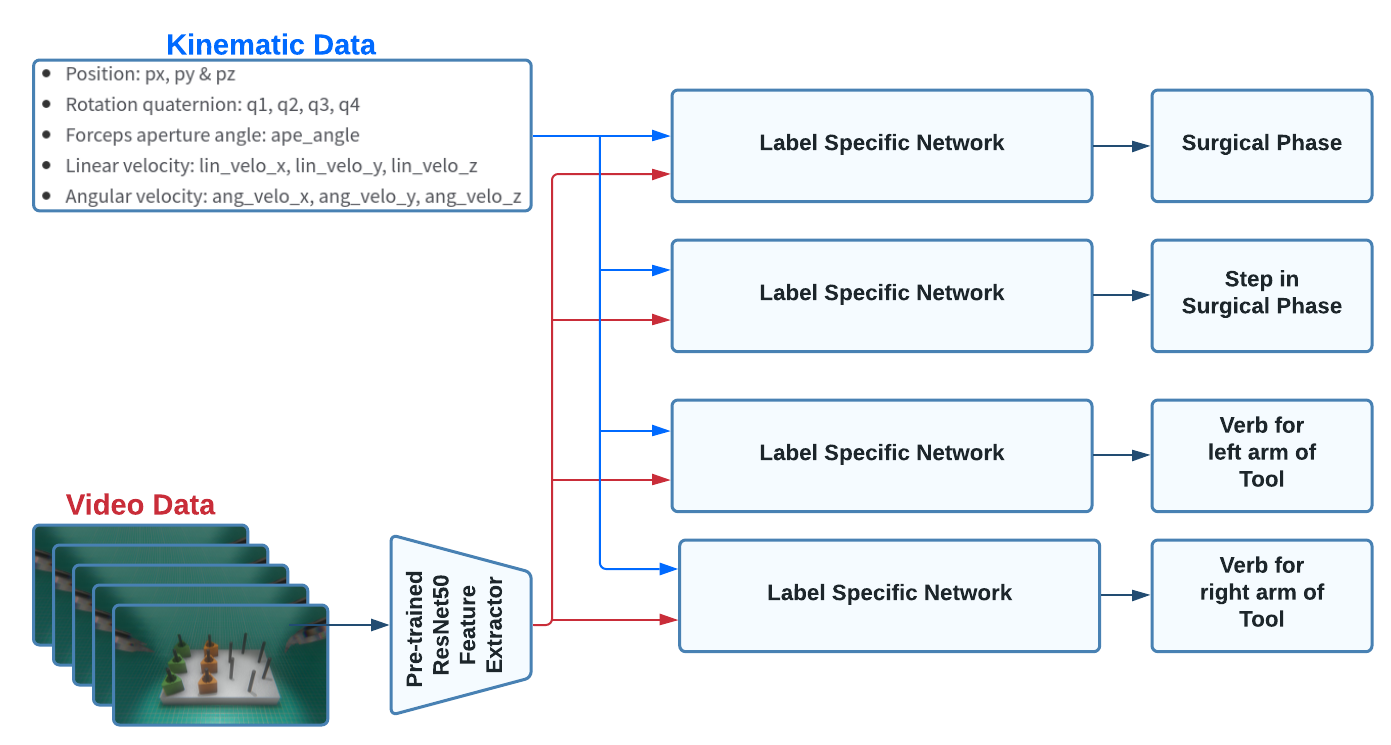 Kinematic Data
• Position: px, py & pz
• Rotation quaternion: q1, q2, q3, q4
• Forceps aperture angle: ape_angle
• Linear velocity: lin_velo_x, lin_velo_y, lin_velo_z
• Angular velocity: ang_velo_x, ang_velo_y, ang_velo_z
Label Specific Network
Surgical Phase
Label Specific Network
Step in
Surgical Phase
Label Specific Network
Verb for
left arm of
Tool
Video Data
Pre-trained
ResNet50
Feature
Extractor
Label Specific Network
Verb for
right arm of
Tool